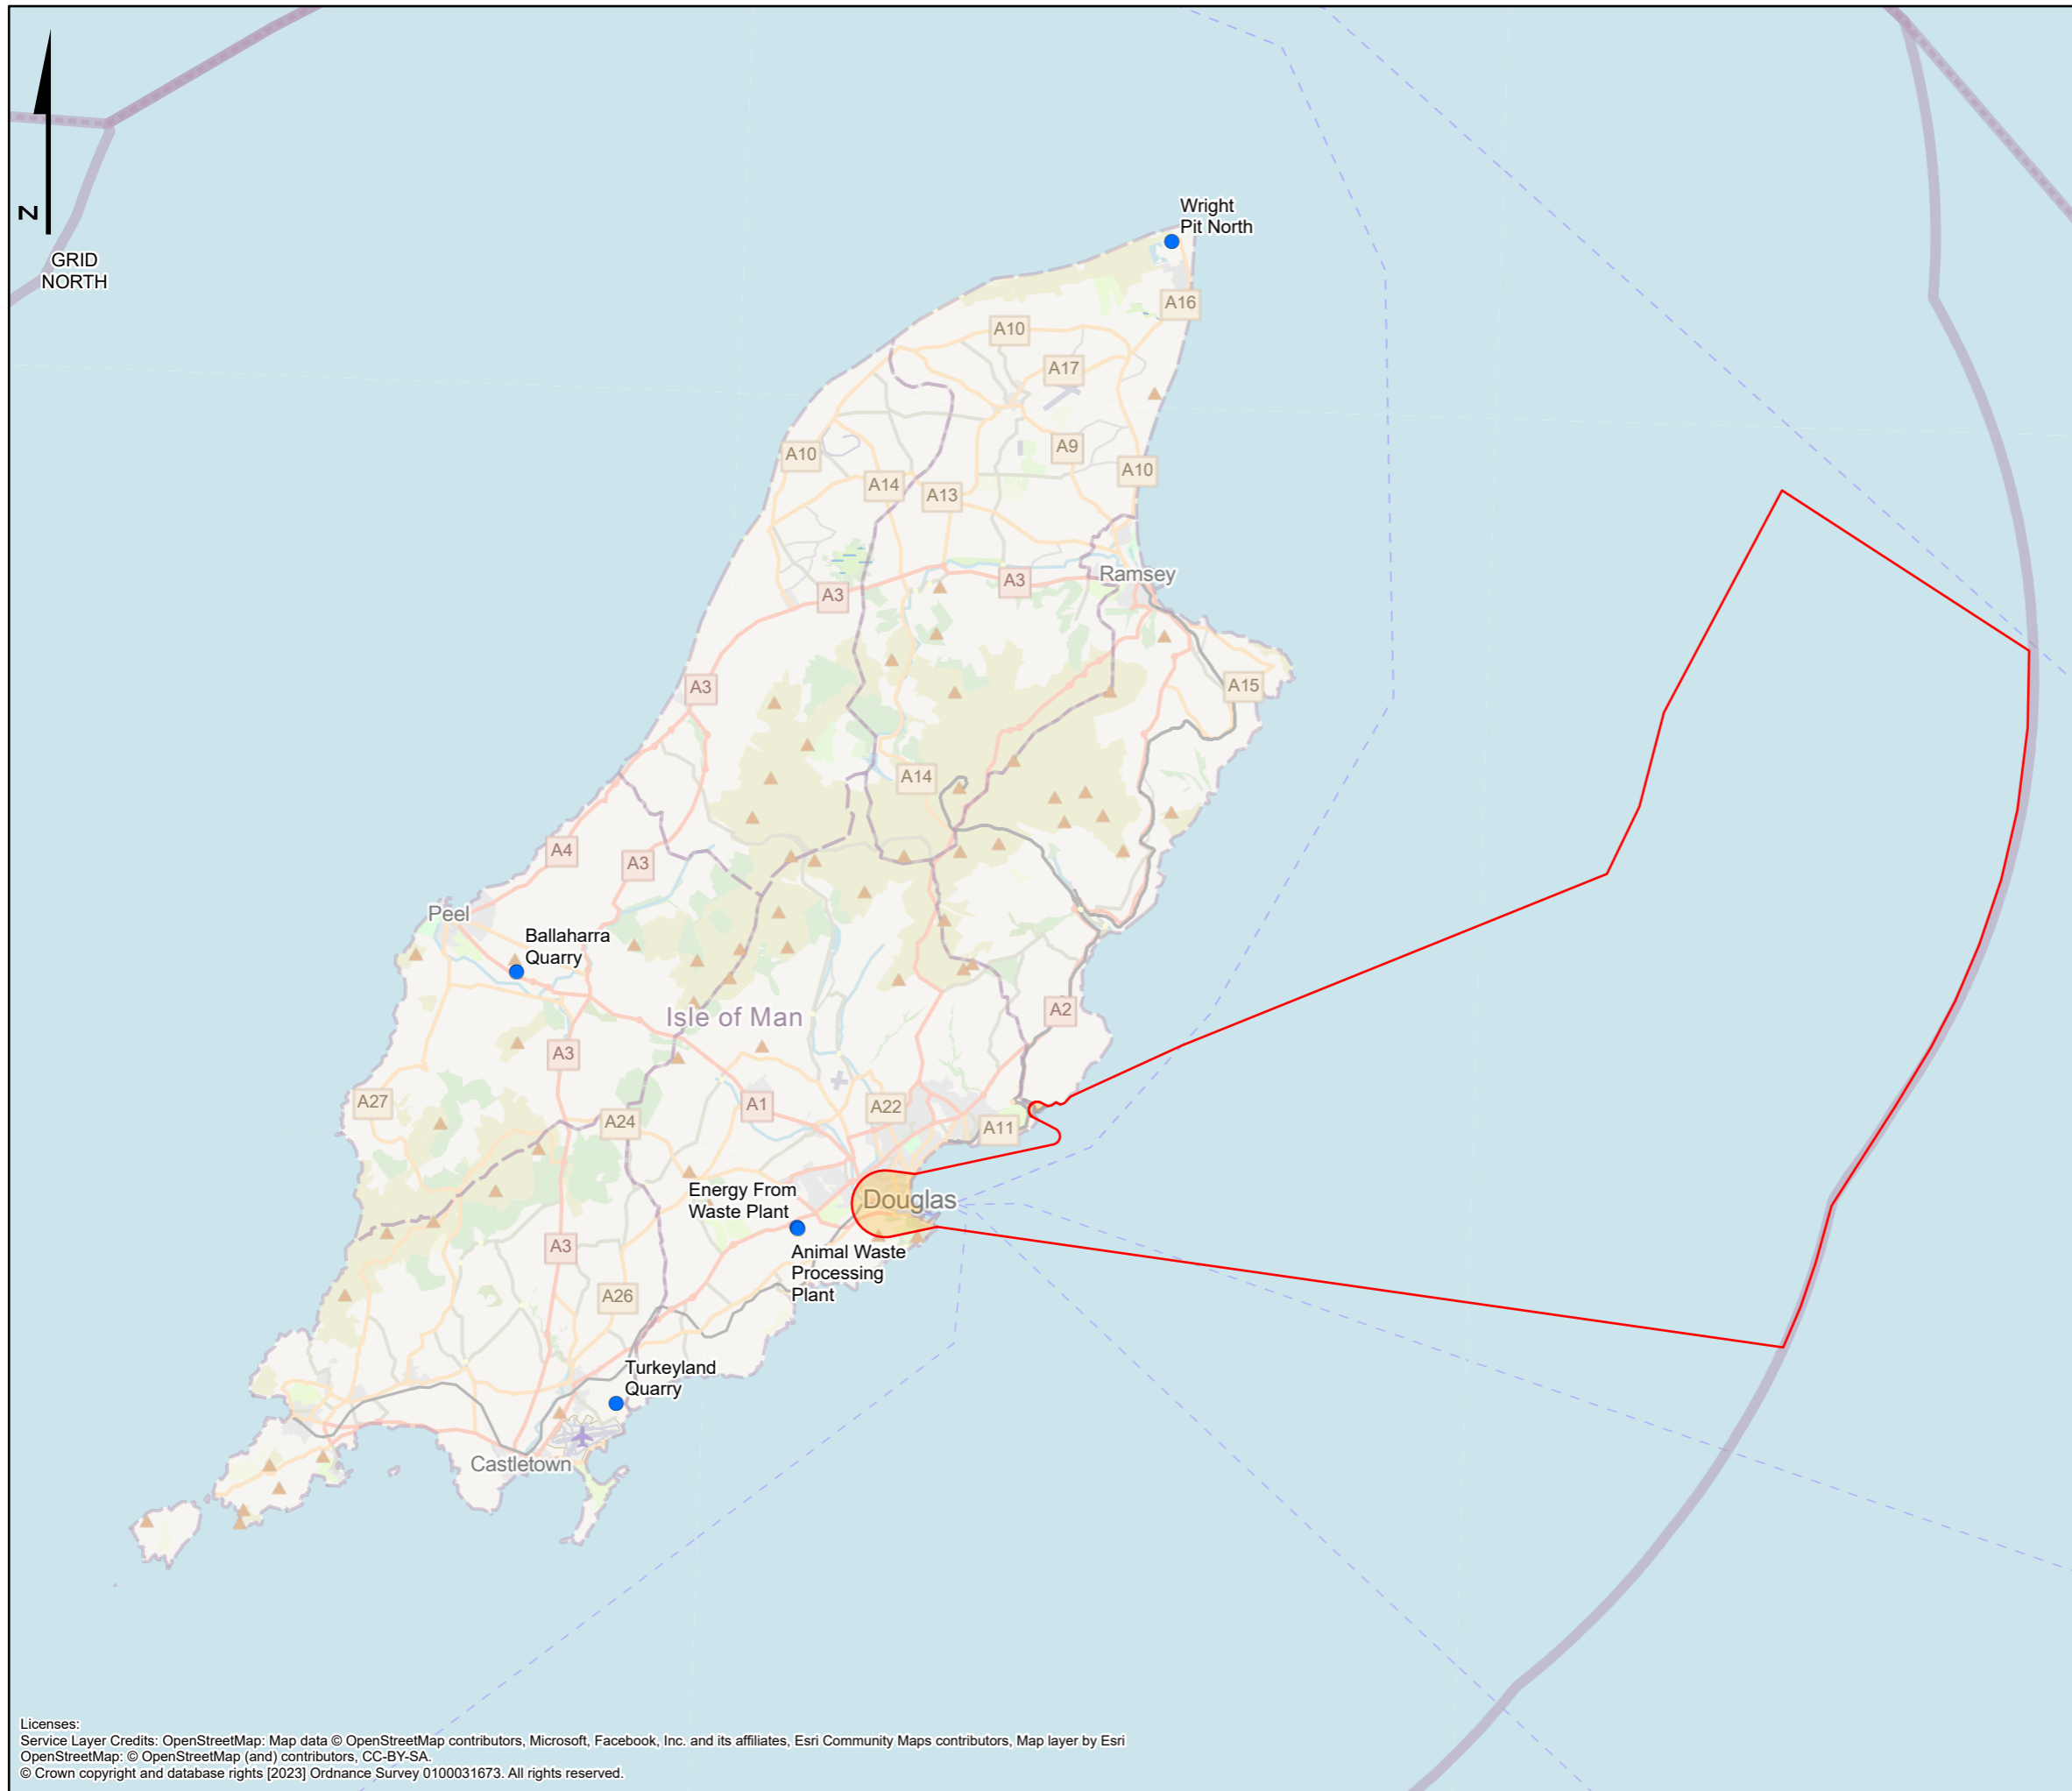 Z
GRID
NORTH
Wright
Pit North
A16
A10
A17
A9
A10
A10
A14
A13
Ramsey
A3
A3
A3
A15
A14
A4
A3
Peel
Ballaharra
Quarry
Isle of Man
A2
A3
A27
A1
A22
A24
A11
Energy From
Waste Plant
Douglas
A3
Animal Waste
Processing
Plant
A26
Turkeyland
Quarry
Castletown
Licenses:
Service Layer Credits: OpenStreetMap: Map data © OpenStreetMap contributors, Microsoft, Facebook, Inc. and its affiliates, Esri Community Maps contributors, Map layer by Esri
OpenStreetMap: © OpenStreetMap (and) contributors, CC-BY-SA.
© Crown copyright and database rights [2023] Ordnance Survey 0100031673. All rights reserved.